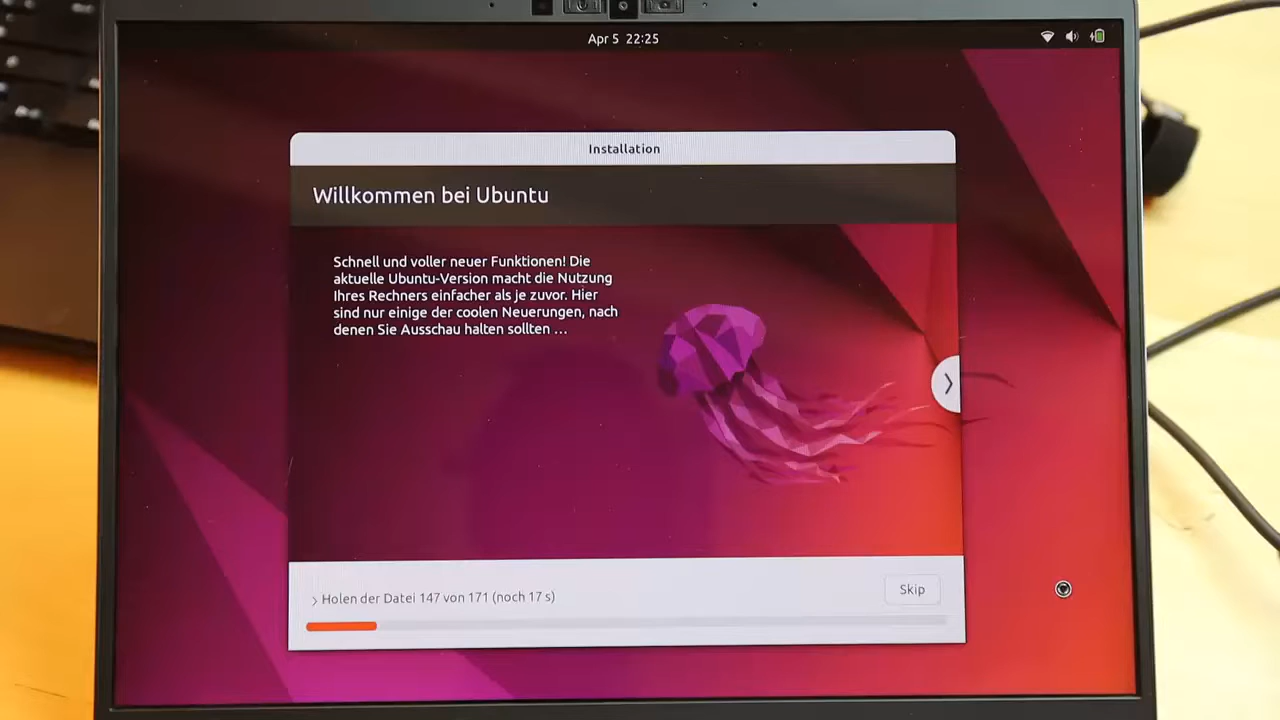 Apr 5 22:25
Installation
Willkommen bei Ubuntu
Schnell und voller neuer Funktionen! Die
aktuelle Ubuntu-Version macht die Nutzung
Ihres Rechners einfacher als je zuvor. Hier
sind nur einige der coolen Neuerungen, nach
denen Sie Ausschau halten sollten …
Holen der Datei 147 von 171 (noch 17 s)
Skip